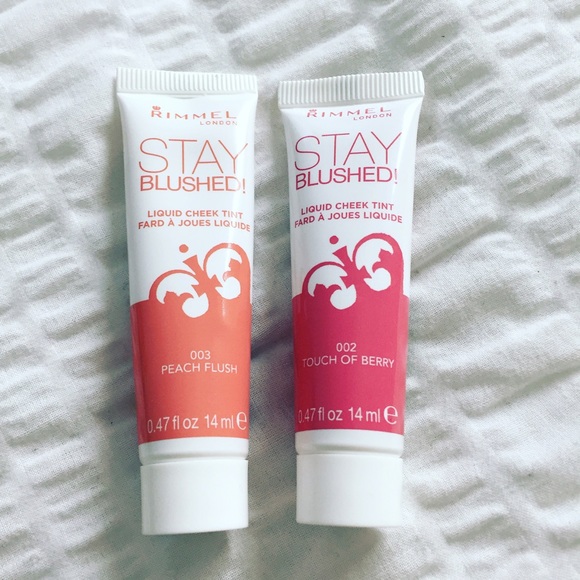 RIMMEL
LONDON
STAY
BLUSHED!
LIQUID CHEEK TINT
FARD À JOUES LIQUIDE
003
PEACH FLUSH
0.47 fl oz 14 ml e
RIMMEL
LONDON
STAY
BLUSHED!
LIQUID CHEEK TINT
FARD À JOUES LIQUIDE
002
TOUCH OF BERRY
0.47 fl oz 14 ml e